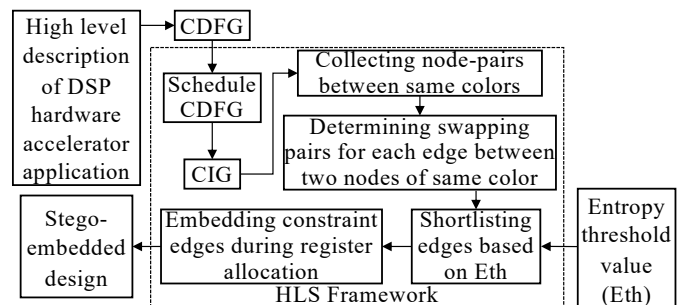 High level
description
of DSP
hardware
accelerator
application
CDFG
Schedule
CDFG
CIG
Collecting node-pairs
between same colors
Determining swapping
pairs for each edge between
two nodes of same color
Stego-
embedded
design
Embedding constraint
edges during register
allocation
Shortlisting
edges based
on Eth
Entropy
threshold
value
(Eth)
HLS Framework